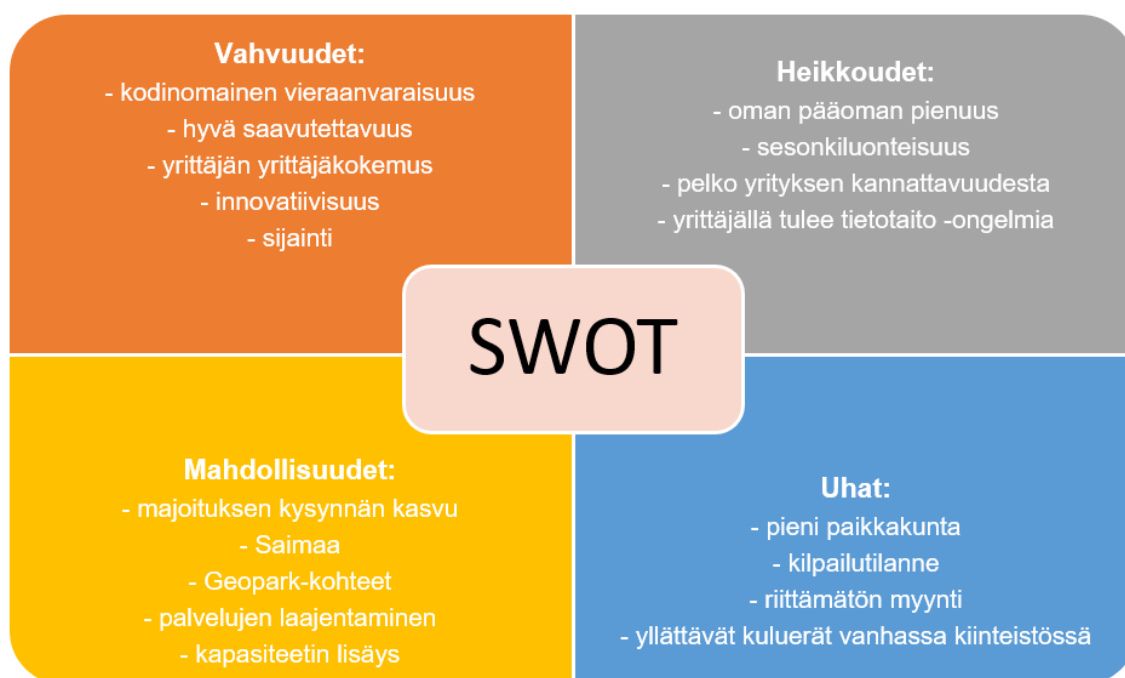 Vahvuudet:
- kodinomainen vieraanvaraisuus
- hyvä saavutettavuus
- yrittäjän yrittäjäkokemus
- innovatiivisuus
- sijainti
Heikkoudet:
- oman pääoman pienuus
- sesonkiluonteisuus
- pelko yrityksen kannattavuudesta
- yrittäjällä tulee tietotaito -ongelmia
SWOT
Mahdollisuudet:
- majoituksen kysynnän kasvu
- Saimaa
- Geopark-kohteet
- palvelujen laajentaminen
- kapasiteetin lisäys
Uhat:
- pieni paikkakunta
- kilpailutilanne
- riittämätön myynti
- yllättävät kuluerät vanhassa kiinteistössä